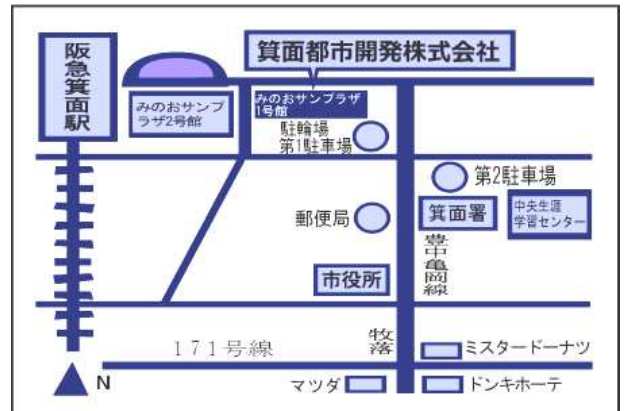 阪急箕面駅
箕面都市開発株式会社
みのおサンプ
ラザ2号館
みのおサンプラザ
1号館
駐輪場
第1駐車場
第2駐車場
郵便局
箕面署
中央生涯
学習センター
豊中亀岡線
市役所
171号線
牧落
ミスタードーナツ
N
マツダ
ドンキホーテ